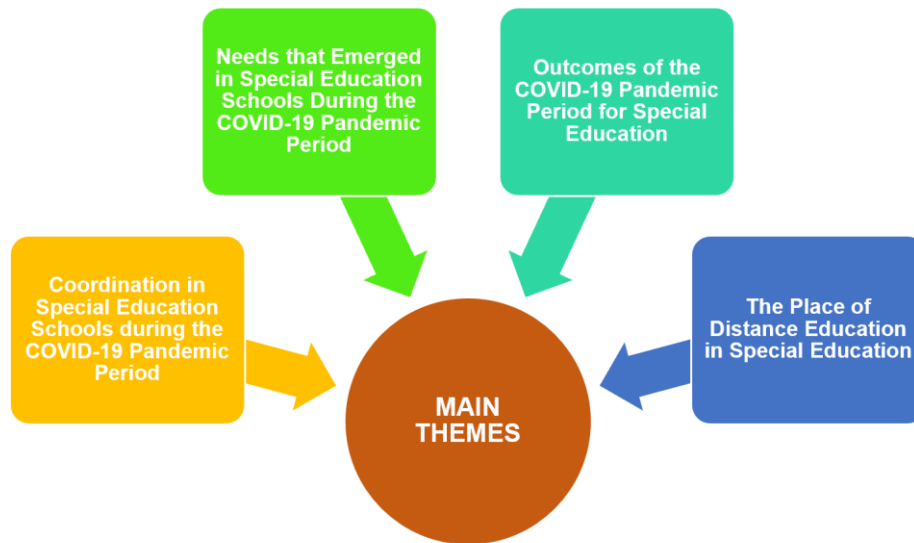 Needs that Emerged
in Special Education
Schools During the
COVID-19 Pandemic
Period
Outcomes of the
COVID-19 Pandemic
Period for Special
Education
Coordination in
Special Education
Schools during the
COVID-19 Pandemic
Period
The Place of
Distance Education
in Special Education
MAIN
THEMES